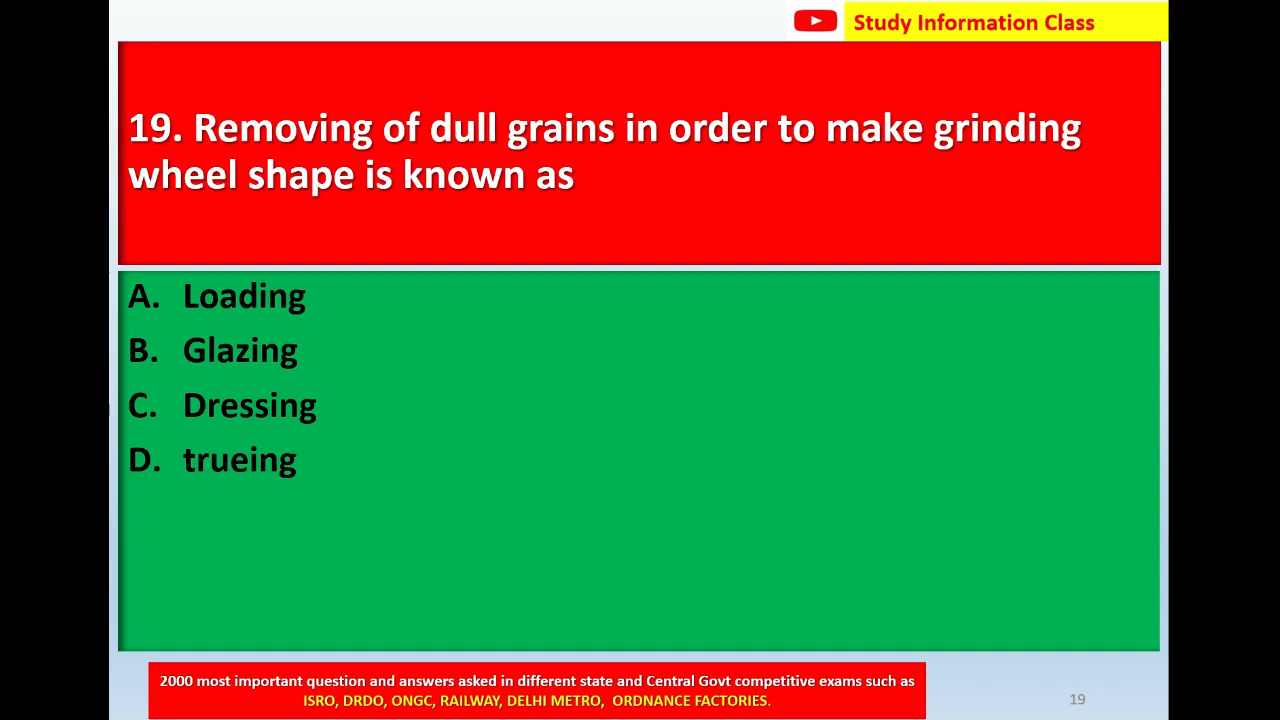 Study Information Class
19. Removing of dull grains in order to make grinding
wheel shape is known as
A. Loading
B. Glazing
C. Dressing
D. trueing
2000 most important question and answers asked in different state and Central Govt competitive exams such as
ISRO, DRDO, ONGC, RAILWAY, DELHI METRO, ORDNANCE FACTORIES.
19